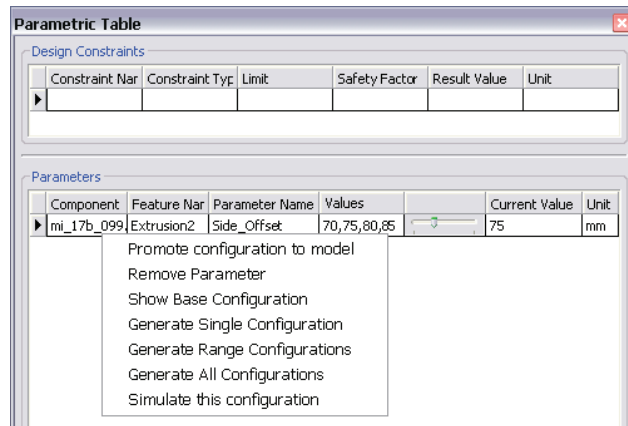 Parametric Table
Design Constraints
Constraint Nar Constraint Typ Limit Safety Factor Result Value Unit
Parameters
Component Feature Nar Parameter Name Values Current Value Unit
mi_17b_099. Extrusion2 Side_Offset 70,75,80,85 75 mm
Promote configuration to model
Remove Parameter
Show Base Configuration
Generate Single Configuration
Generate Range Configurations
Generate All Configurations
Simulate this configuration